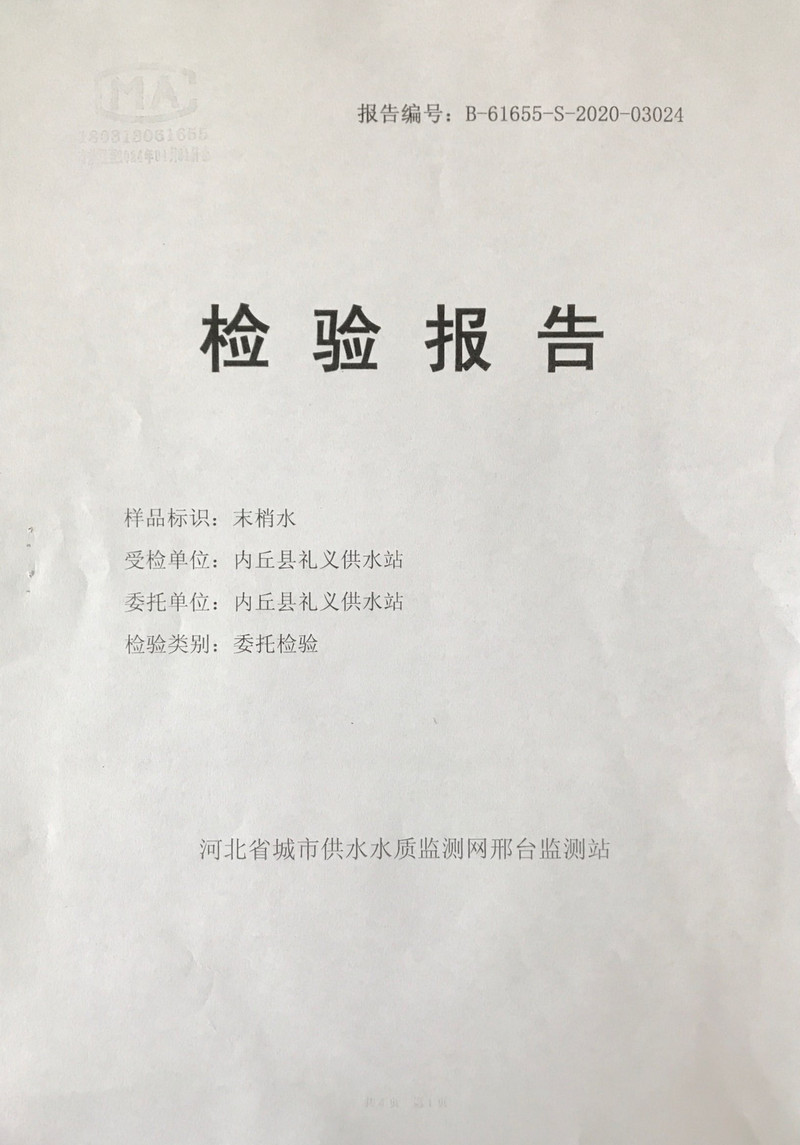 报告编号：B-61655-S-2020-03024
检验报告
样品标识：末梢水
受检单位：内丘县礼义供水站
委托单位：内丘县礼义供水站
检验类别：委托检验
河北省城市供水水质监测网邢台监测站